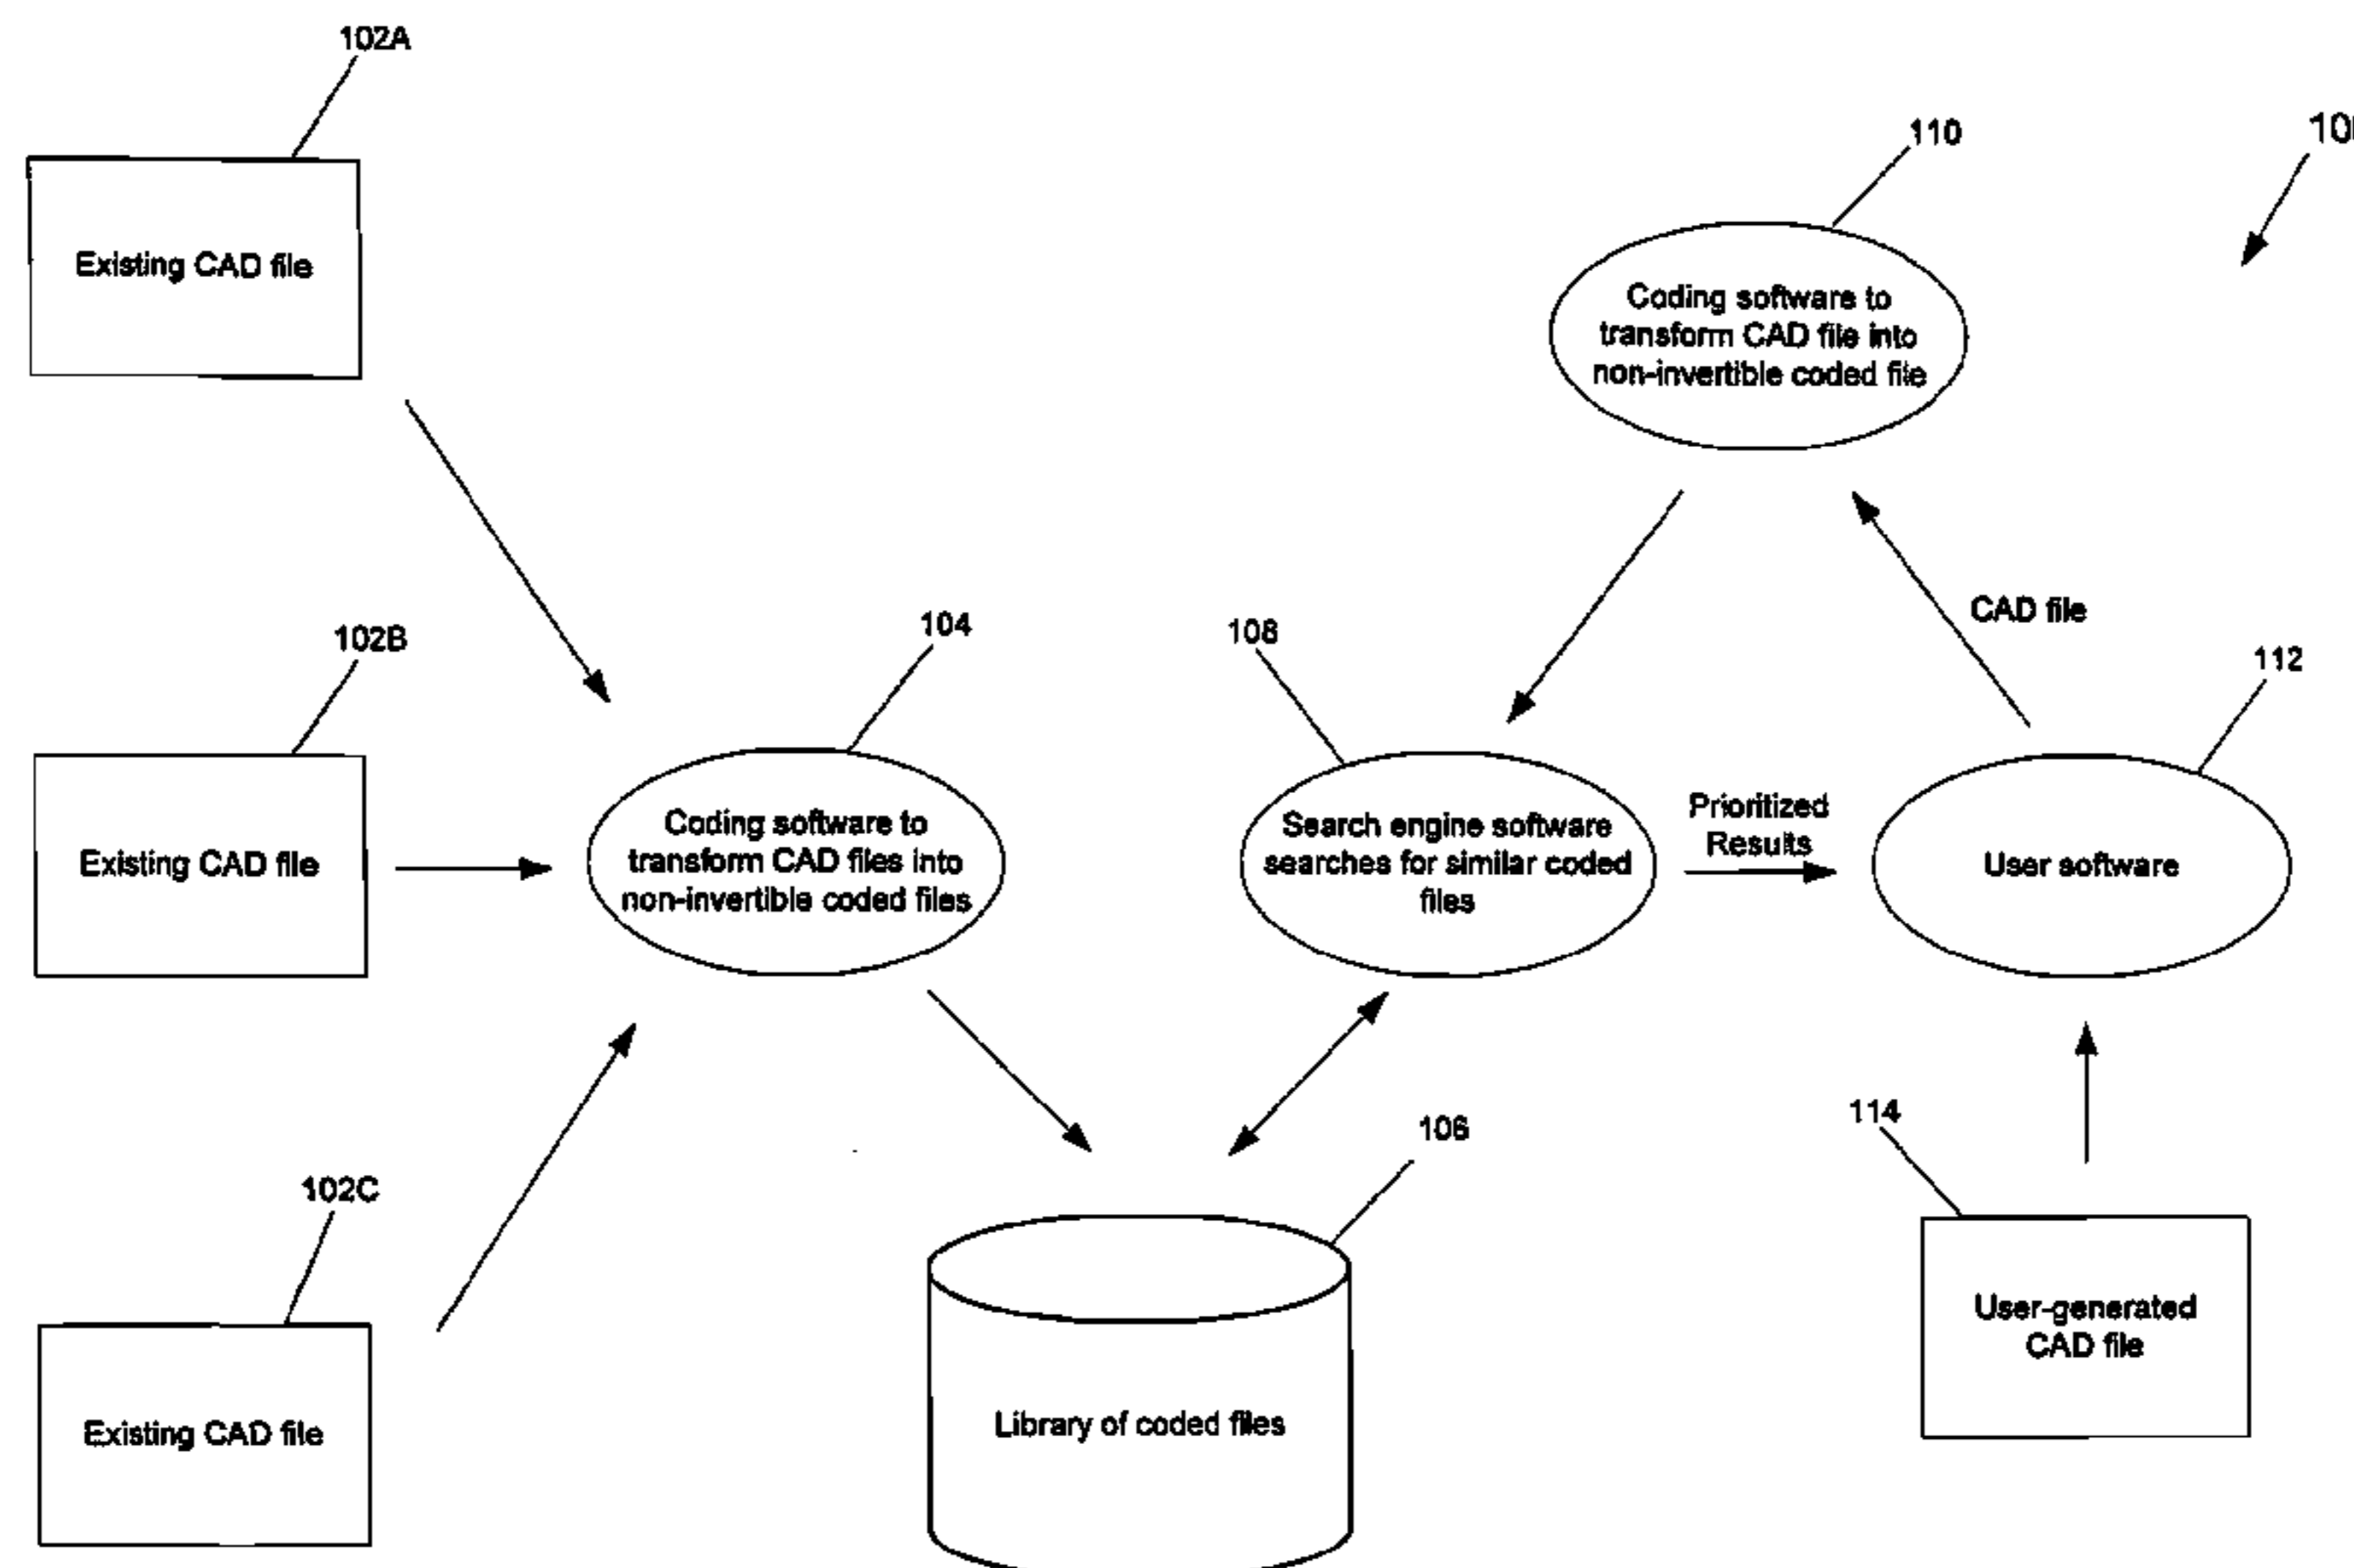 102A
Existing CAD file
110
Coding software to
transform CAD file into
non-invertible coded file
CAD file
102B
Existing CAD file
104
Coding software to
transform CAD files into
non-invertible coded files
108
Search engine software
searches for similar coded
files
Prioritized
Results
112
User software
102C
Existing CAD file
106
Library of coded files
114
User-generated
CAD file